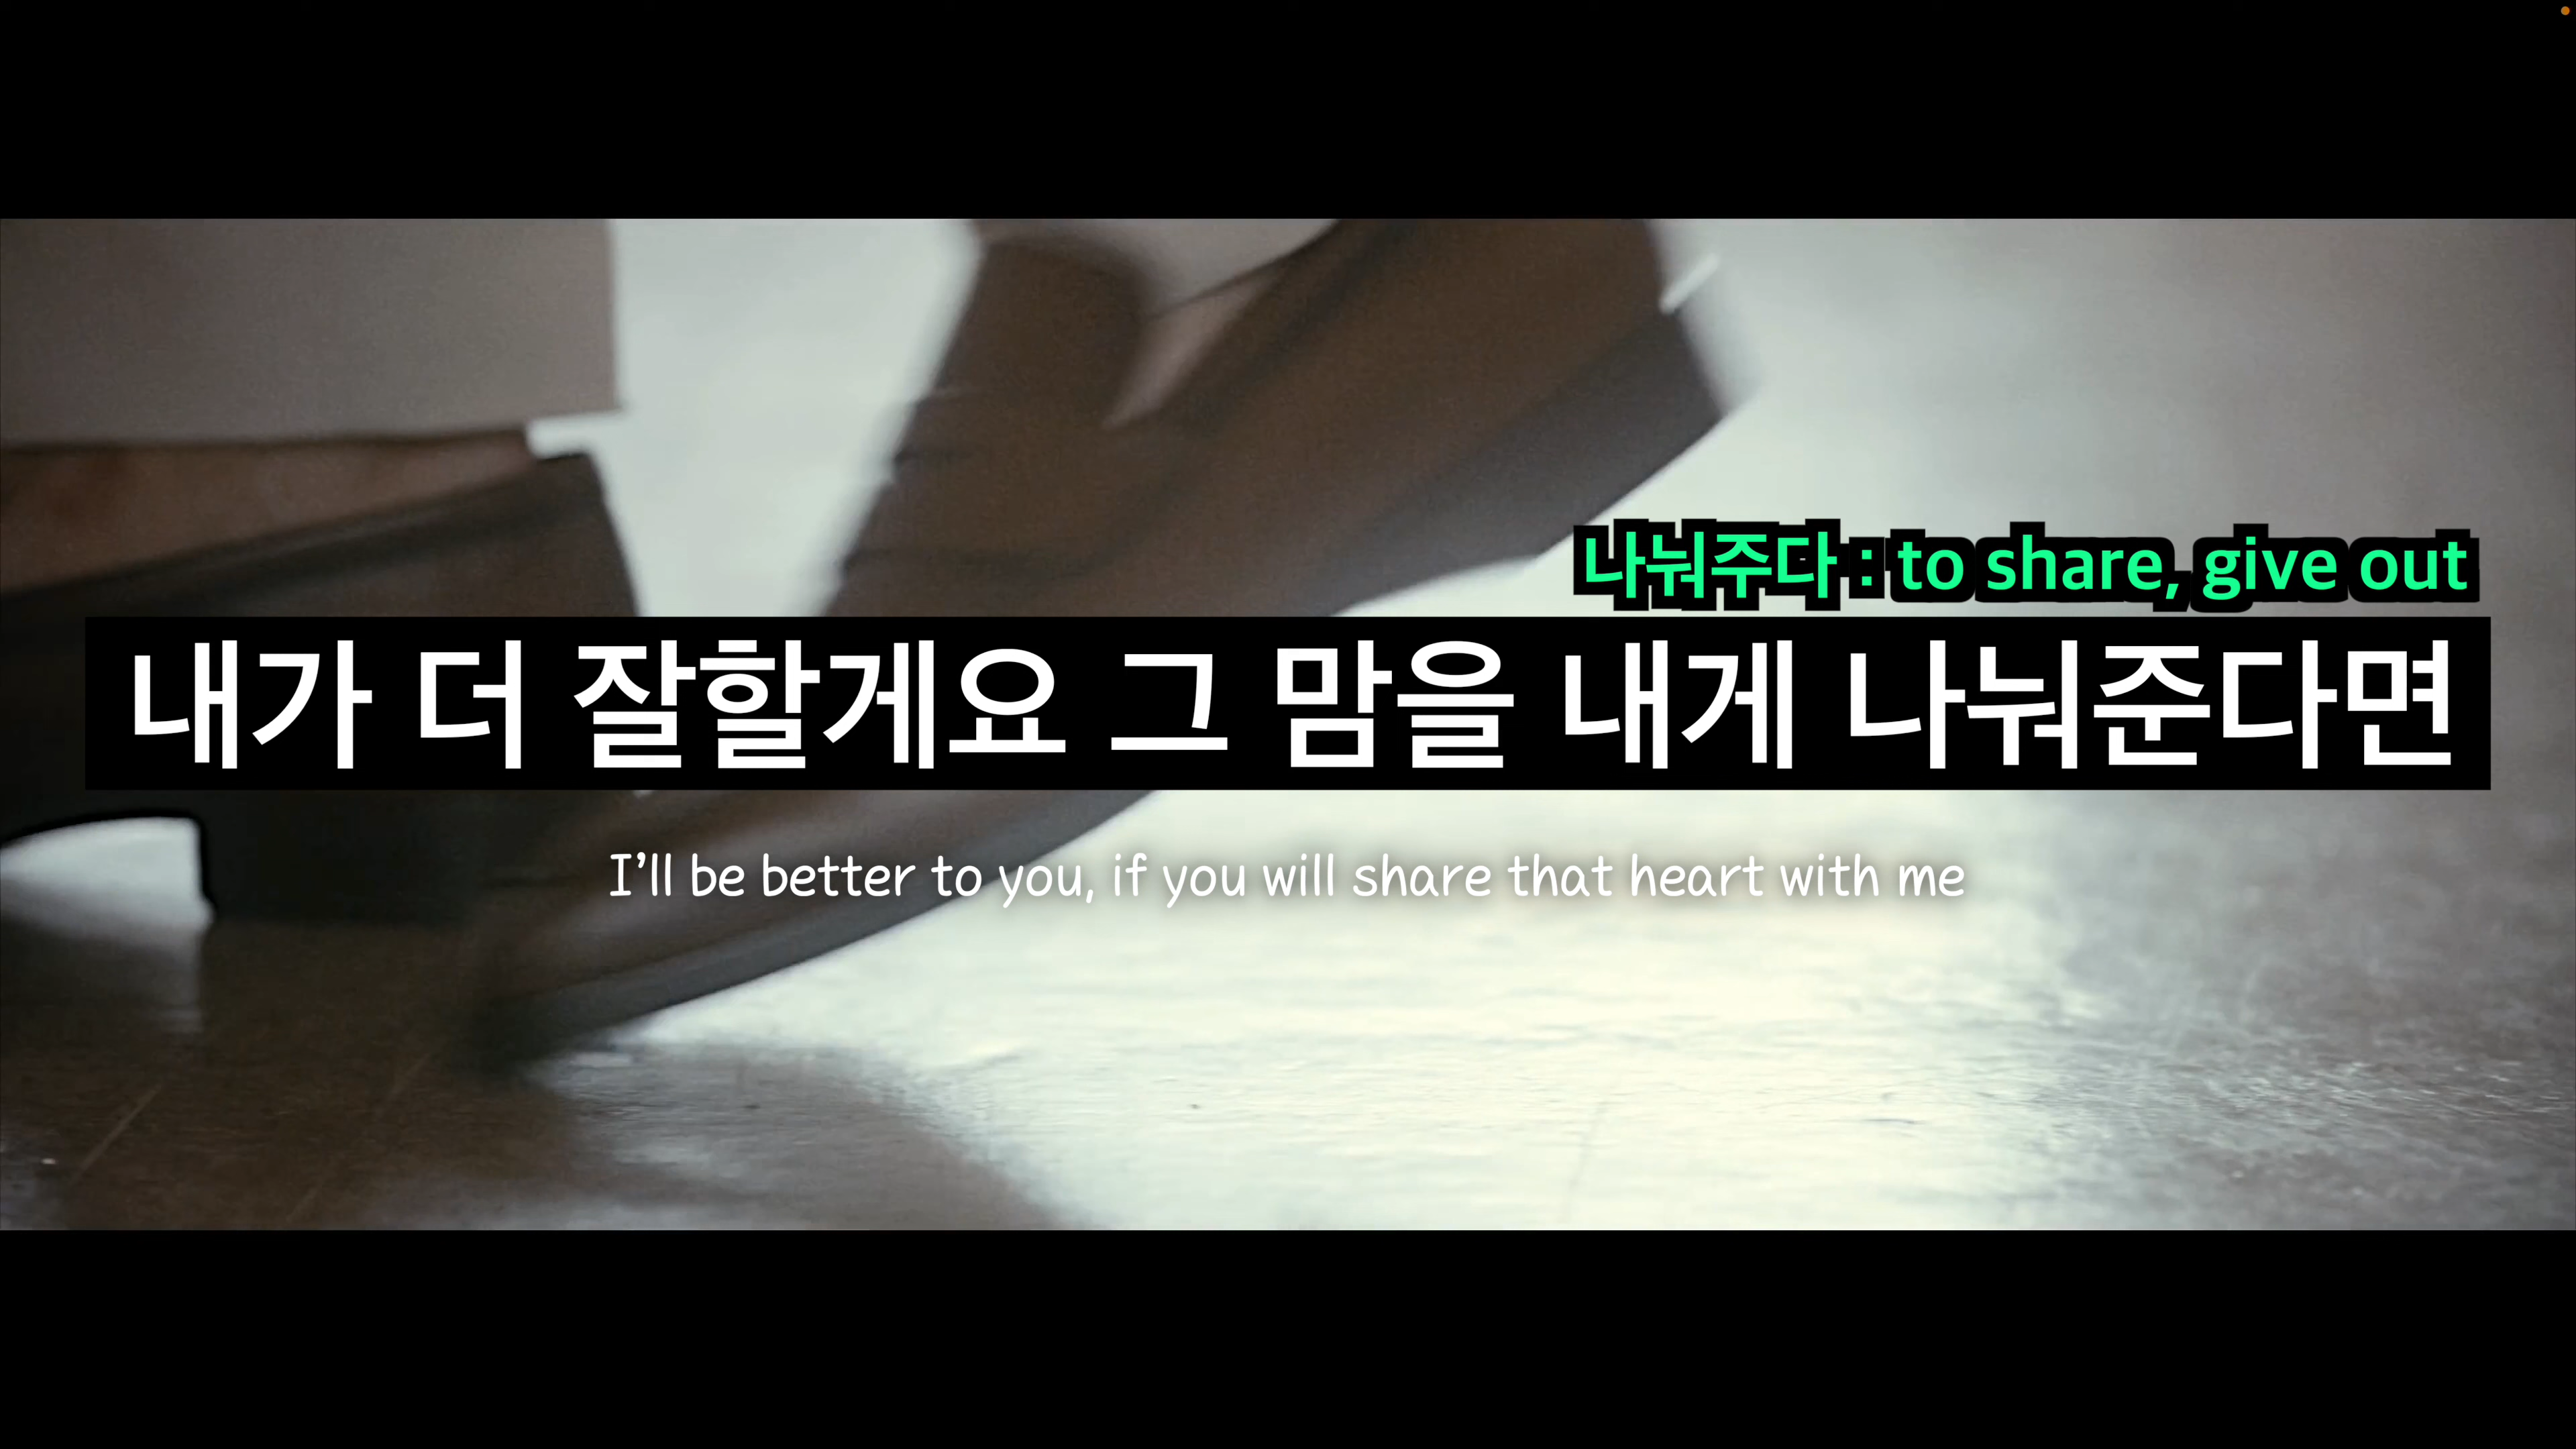 나눠주다 : to share, give out
내가 더 잘할게요 그 맘을 내게 나눠준다면
I'll be better to you, if you will share that heart with me